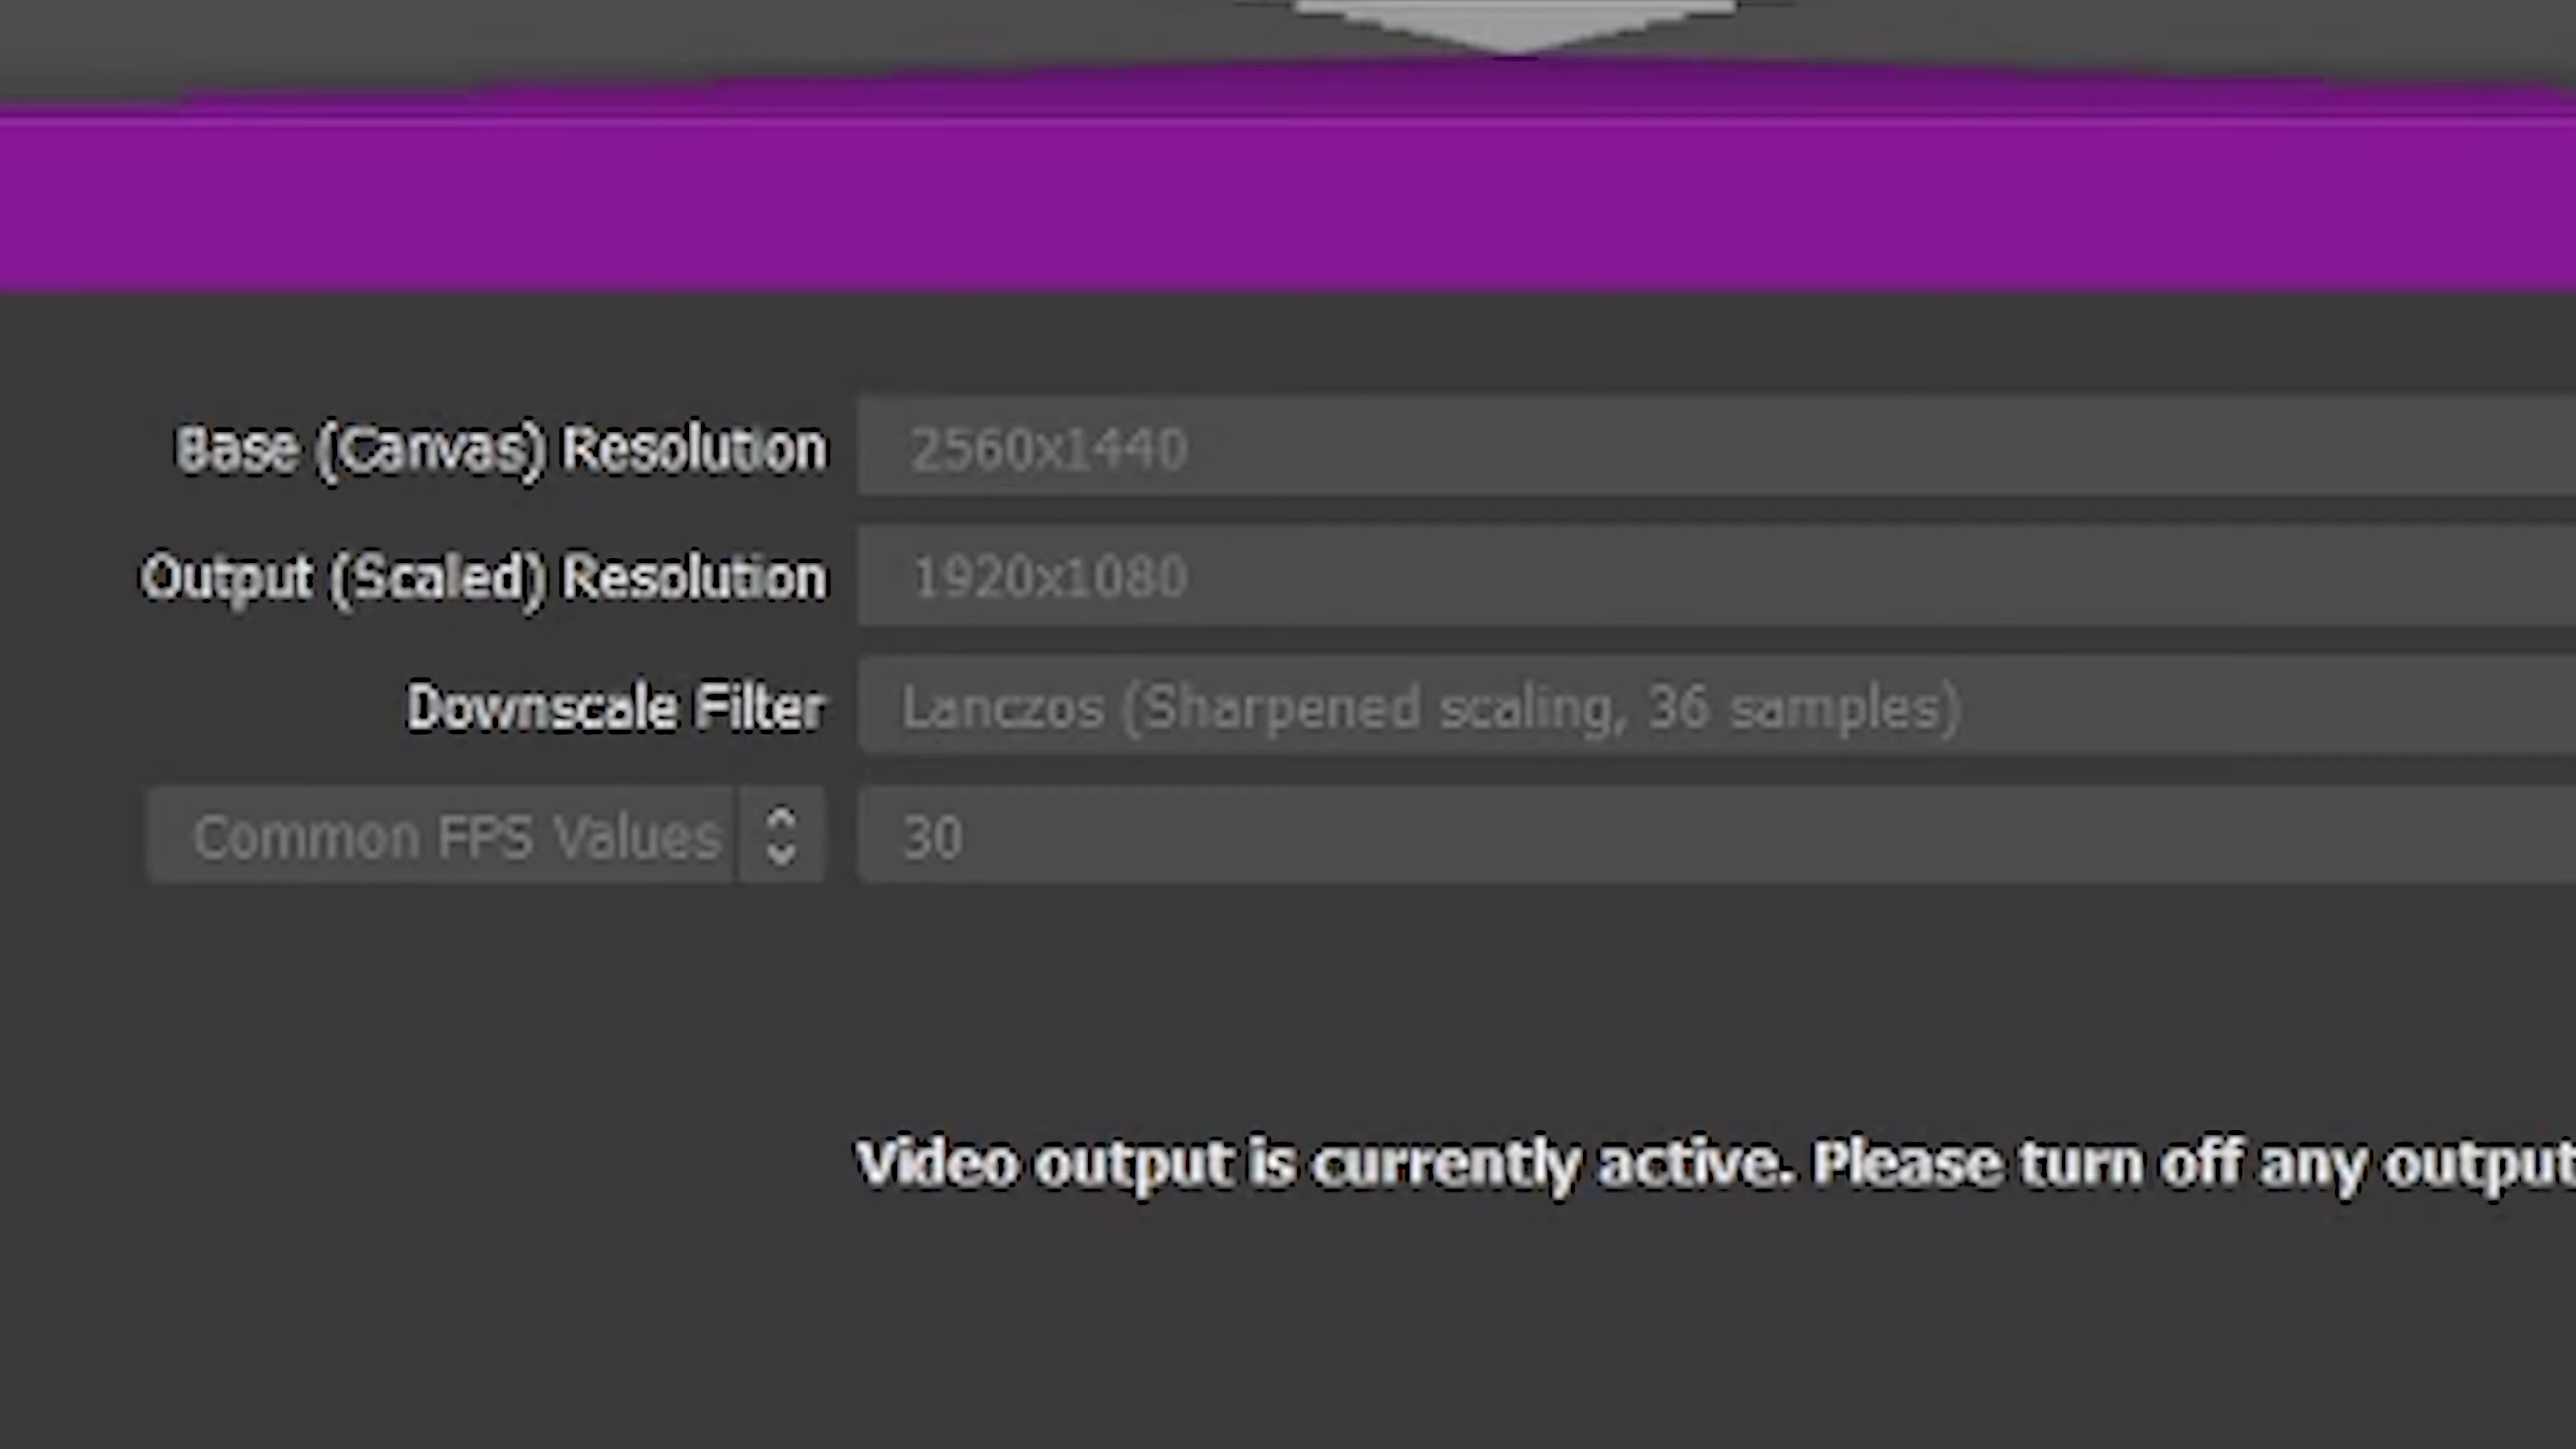 Base (Canvas) Resolution 2560x1440
Output (Scaled) Resolution 1920x1080
Downscale Filter Lanczos (Sharpened scaling, 36 samples)
Common FPS Values 30
Video output is currently active. Please turn off any output